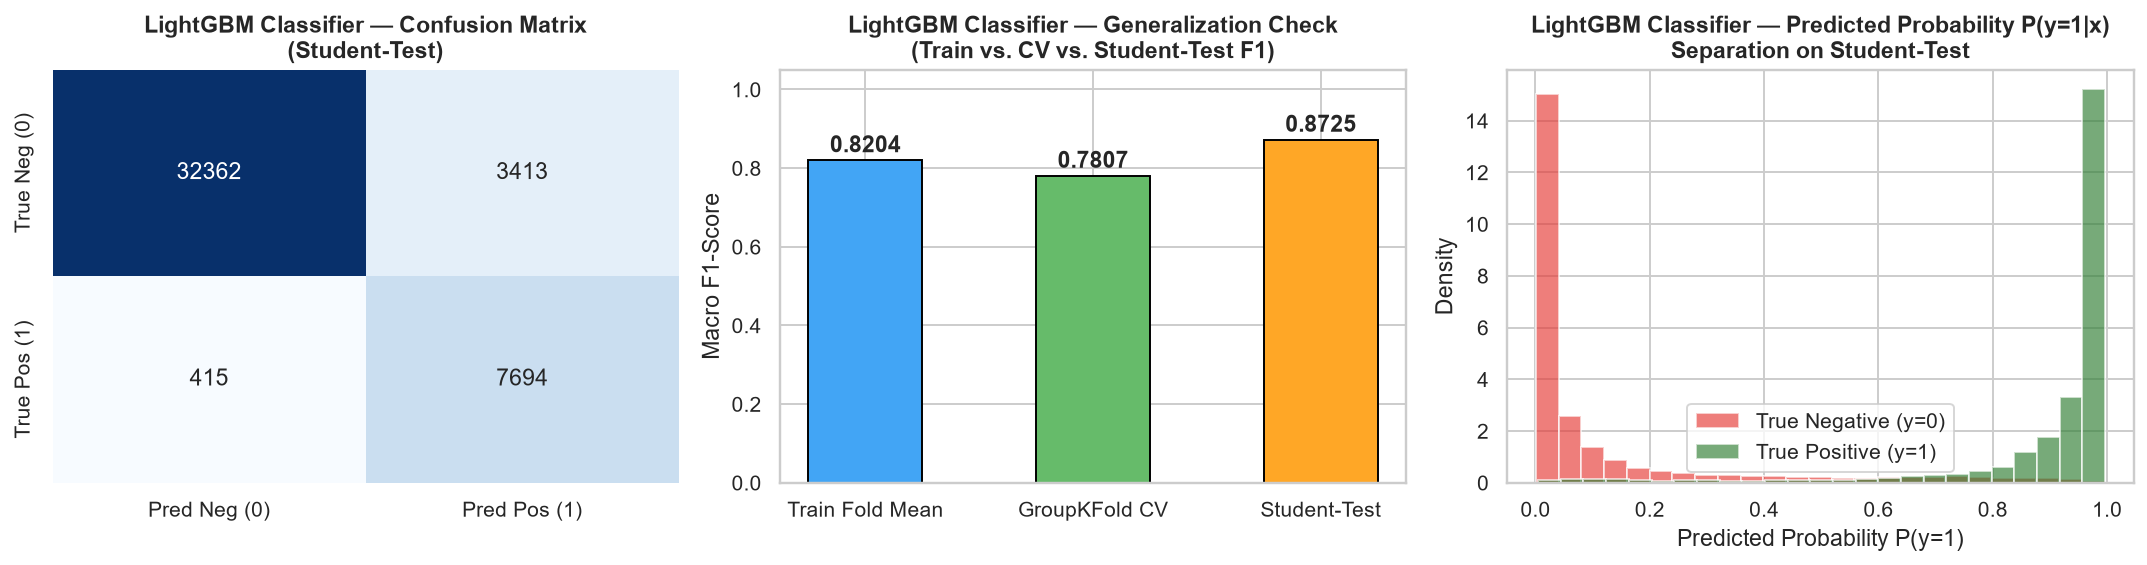 LightGBM Classifier — Confusion Matrix
(Student-Test)
True Neg (0)
32362
3413
True Pos (1)
415
7694
Pred Neg (0)
Pred Pos (1)
LightGBM Classifier — Generalization Check
(Train vs. CV vs. Student-Test F1)
Macro F1-Score
1.0
0.8
0.6
0.4
0.2
0.0
0.8204
0.7807
0.8725
Train Fold Mean
GroupKFold CV
Student-Test
LightGBM Classifier — Predicted Probability P(y=1|x)
Separation on Student-Test
Density
14
12
10
8
6
4
2
0
True Negative (y=0)
True Positive (y=1)
0.0
0.2
0.4
0.6
0.8
1.0
Predicted Probability P(y=1)